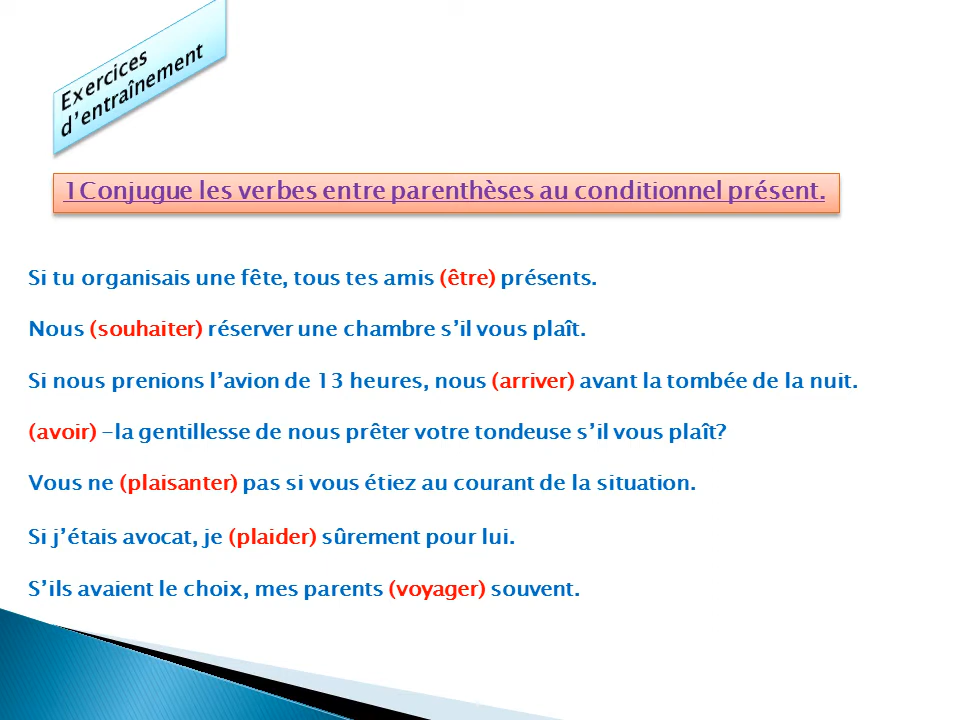 Exercices
d’entraînement
1Conjugue les verbes entre parenthèses au conditionnel présent.
Si tu organisais une fête, tous tes amis (être) présents.
Nous (souhaiter) réserver une chambre s’il vous plaît.
Si nous prenions l’avion de 13 heures, nous (arriver) avant la tombée de la nuit.
(avoir) -la gentillesse de nous prêter votre tondeuse s’il vous plaît?
Vous ne (plaisanter) pas si vous étiez au courant de la situation.
Si j’étais avocat, je (plaider) sûrement pour lui.
S’ils avaient le choix, mes parents (voyager) souvent.